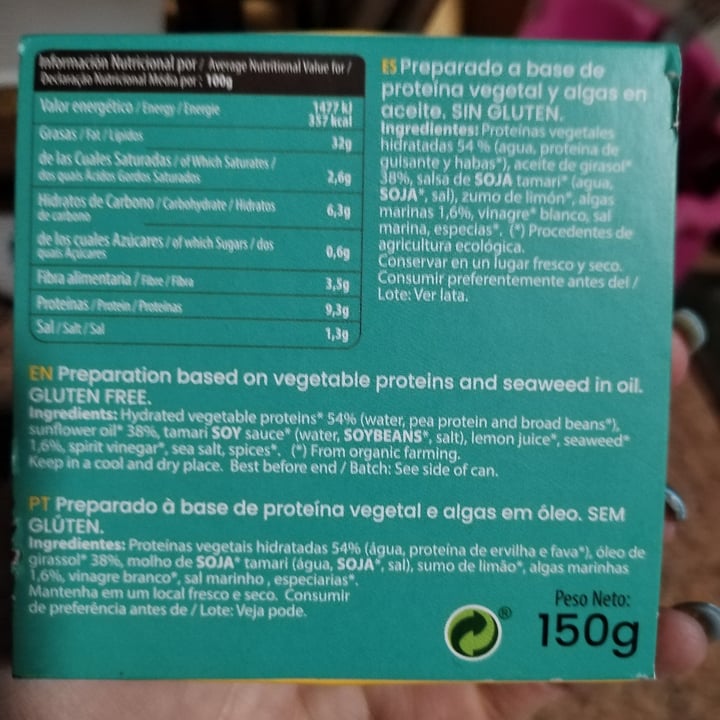 Información Nutricional por / Average Nutritional Value for /
Declaração Nutricional Média por : 100g
Valor energético / Energy / Energie 1477 kJ
357 kcal
Grasas / Fat / Lípidos 32g
de las Cuales Saturadas / of Which Saturates /
dos quais Ácidos Gordos Saturados 2,6g
Hidratos de Carbono / Carbohydrate / Hidratos
de carbono 6,3g
de los cuales Azúcares / of which Sugars / dos
quais Açúcares 0,6g
Fibra alimentaria / Fibre / Fibra 3,5g
Proteínas / Protein / Proteínas 9,3g
Sal / Salt / Sal 1,3g
ES Preparado a base de
proteína vegetal y algas en
aceite. SIN GLUTEN.
Ingredientes: Proteínas vegetales
hidratadas 54 % (agua, proteína de
guisante y habas*), aceite de girasol*
38%, salsa de SOJA tamari* (agua,
SOJA*, sal), zumo de limón*, algas
marinas 1,6%, vinagre* blanco, sal
marina, especias*. (*) Procedentes de
agricultura ecológica.
Conservar en un lugar fresco y seco.
Consumir preferentemente antes del /
Lote: Ver lata.
EN Preparation based on vegetable proteins and seaweed in oil.
GLUTEN FREE.
Ingredients: Hydrated vegetable proteins* 54% (water, pea protein and broad beans*),
sunflower oil* 38%, tamari SOY sauce* (water, SOYBEANS*, salt), lemon juice*, seaweed*
1,6%, spirit vinegar*, sea salt, spices*. (*) From organic farming.
Keep in a cool and dry place. Best before end / Batch: See side of can.
PT Preparado à base de proteína vegetal e algas em óleo. SEM
GLÚTEN.
Ingredientes: Proteínas vegetais hidratadas 54% (água, proteína de ervilha e fava*), óleo de
girassol* 38%, molho de SOJA* tamari (água, SOJA*, sal), sumo de limão*, algas marinhas
1,6%, vinagre branco*, sal marinho , especiarias*.
Mantenha em um local fresco e seco. Consumir
de preferência antes de / Lote: Veja pode.
Peso Neto:
150g
®